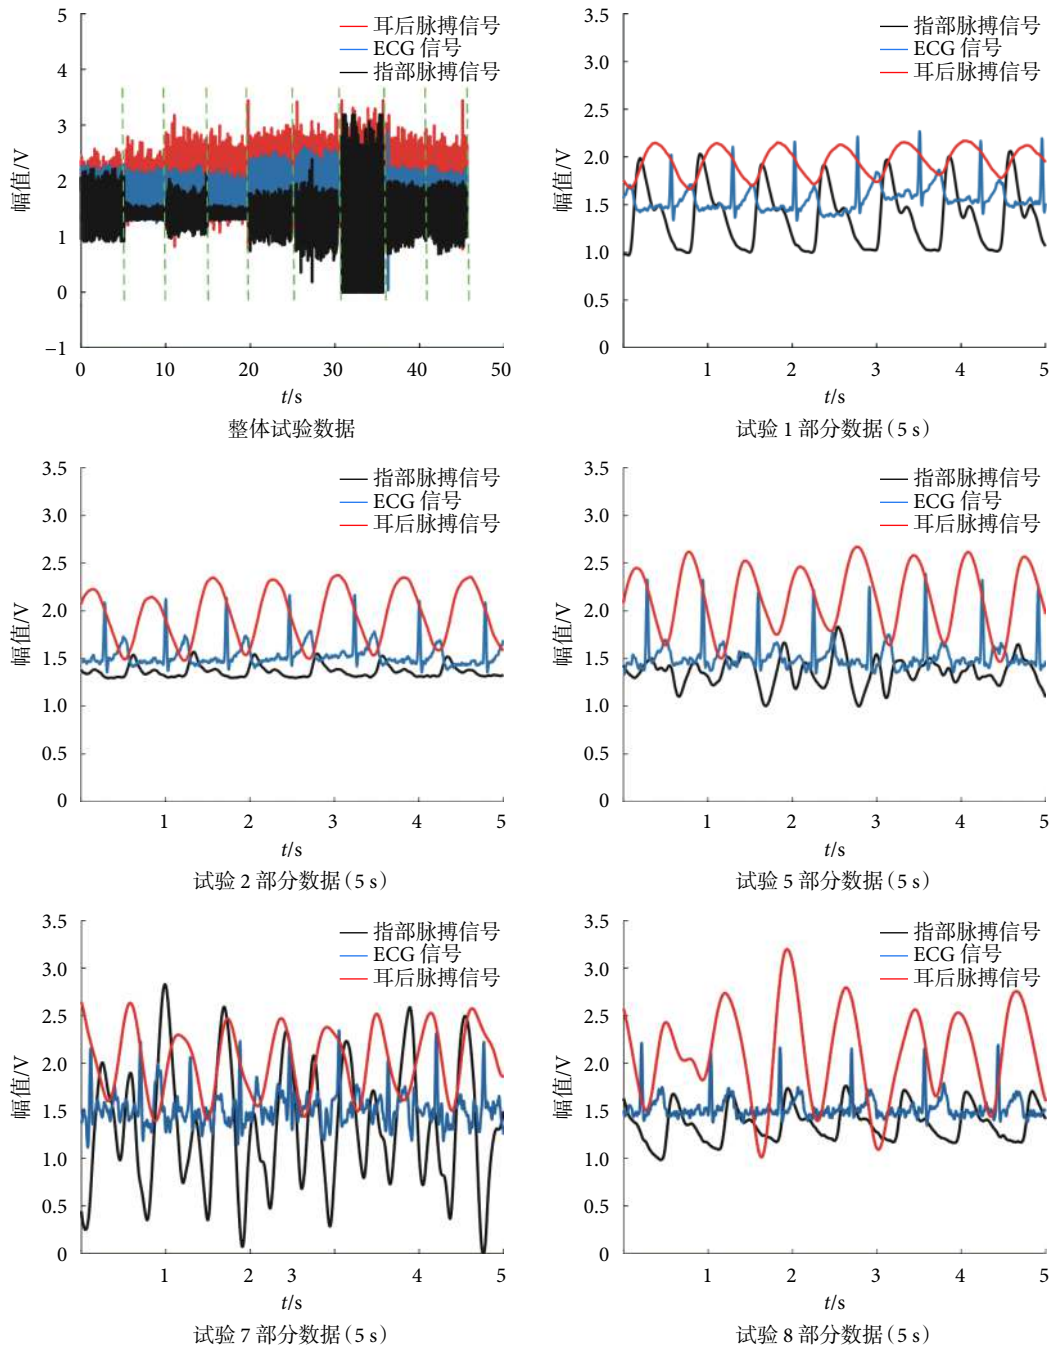 5
4
3
2
1
0
−1
幅值/V
耳后脉搏信号
ECG 信号
指部脉搏信号
0 10 20 30 40 50
t/s
整体试验数据
3.5
3.0
2.5
2.0
1.5
1.0
0.5
0
幅值/V
指部脉搏信号
ECG 信号
耳后脉搏信号
1 2 3 4 5
t/s
试验 1 部分数据(5 s)
3.5
3.0
2.5
2.0
1.5
1.0
0.5
0
幅值/V
指部脉搏信号
ECG 信号
耳后脉搏信号
1 2 3 4 5
t/s
试验 2 部分数据(5 s)
3.5
3.0
2.5
2.0
1.5
1.0
0.5
0
幅值/V
指部脉搏信号
ECG 信号
耳后脉搏信号
1 2 3 4 5
t/s
试验 5 部分数据(5 s)
3.5
3.0
2.5
2.0
1.5
1.0
0.5
0
幅值/V
指部脉搏信号
ECG 信号
耳后脉搏信号
1 2 3 4 5
t/s
试验 7 部分数据(5 s)
3.5
3.0
2.5
2.0
1.5
1.0
0.5
0
幅值/V
指部脉搏信号
ECG 信号
耳后脉搏信号
1 2 3 4 5
t/s
试验 8 部分数据(5 s)